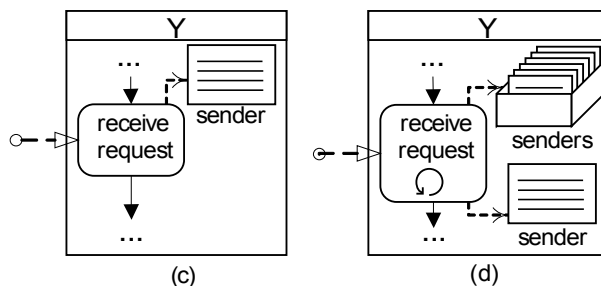 Y
...
receive
request
sender
...
(c)
Y
...
receive
request
senders
sender
...
(d)